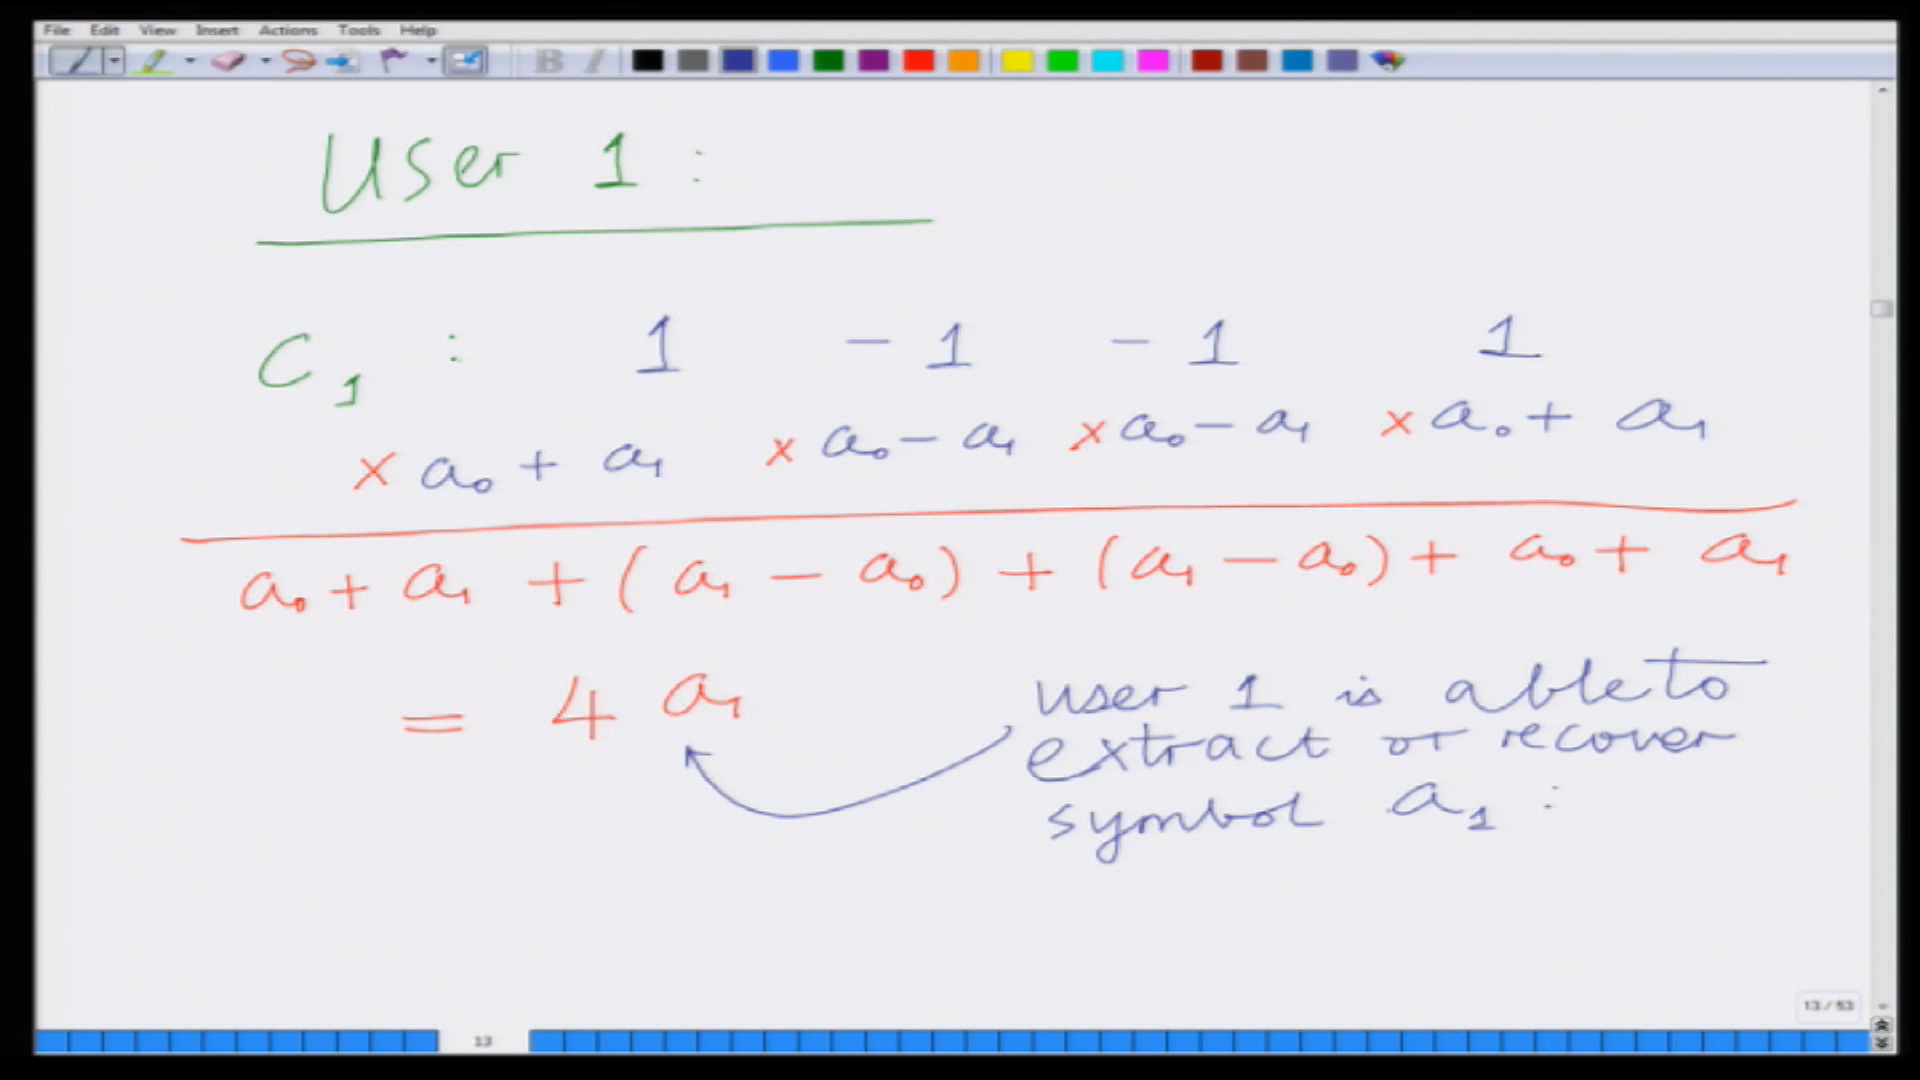 File Edit View Insert Actions Tools Help
B I
User 1 :
C₁ : 1 - 1 - 1 1
× a₀ + a₁ × a₀ - a₁ × a₀ - a₁ × a₀ + a₁
a₀ + a₁ + (a₁ - a₀) + (a₁ - a₀) + a₀ + a₁
= 4 a₁
user 1 is able to
extract or recover
symbol a₁ :
13 / 53
13